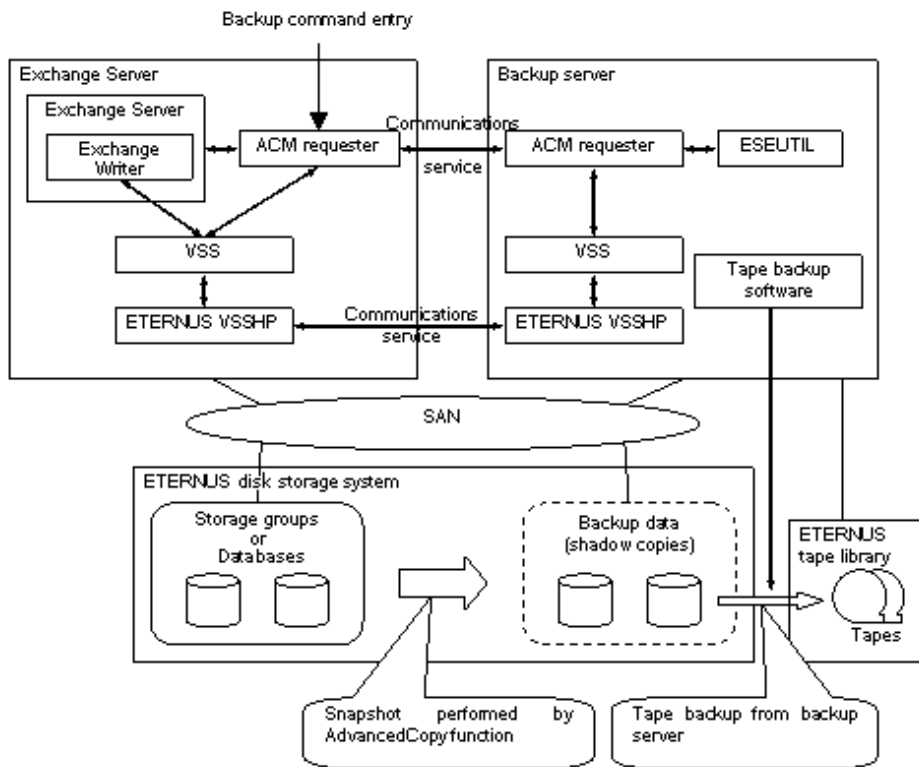 Backup command entry
Exchange Server
Backup server
Exchange Server
Exchange
Writer
ACM requester
Communications
service
ACM requester
ESEUTIL
VSS
VSS
Tape backup
software
ETERNUS VSSHP
Communications
service
ETERNUS VSSHP
SAN
ETERNUS disk storage system
Storage groups
or
Databases
Backup data
(shadow copies)
ETERNUS
tape library
Tapes
Snapshot performed by
AdvancedCopyfunction
Tape backup from backup
server